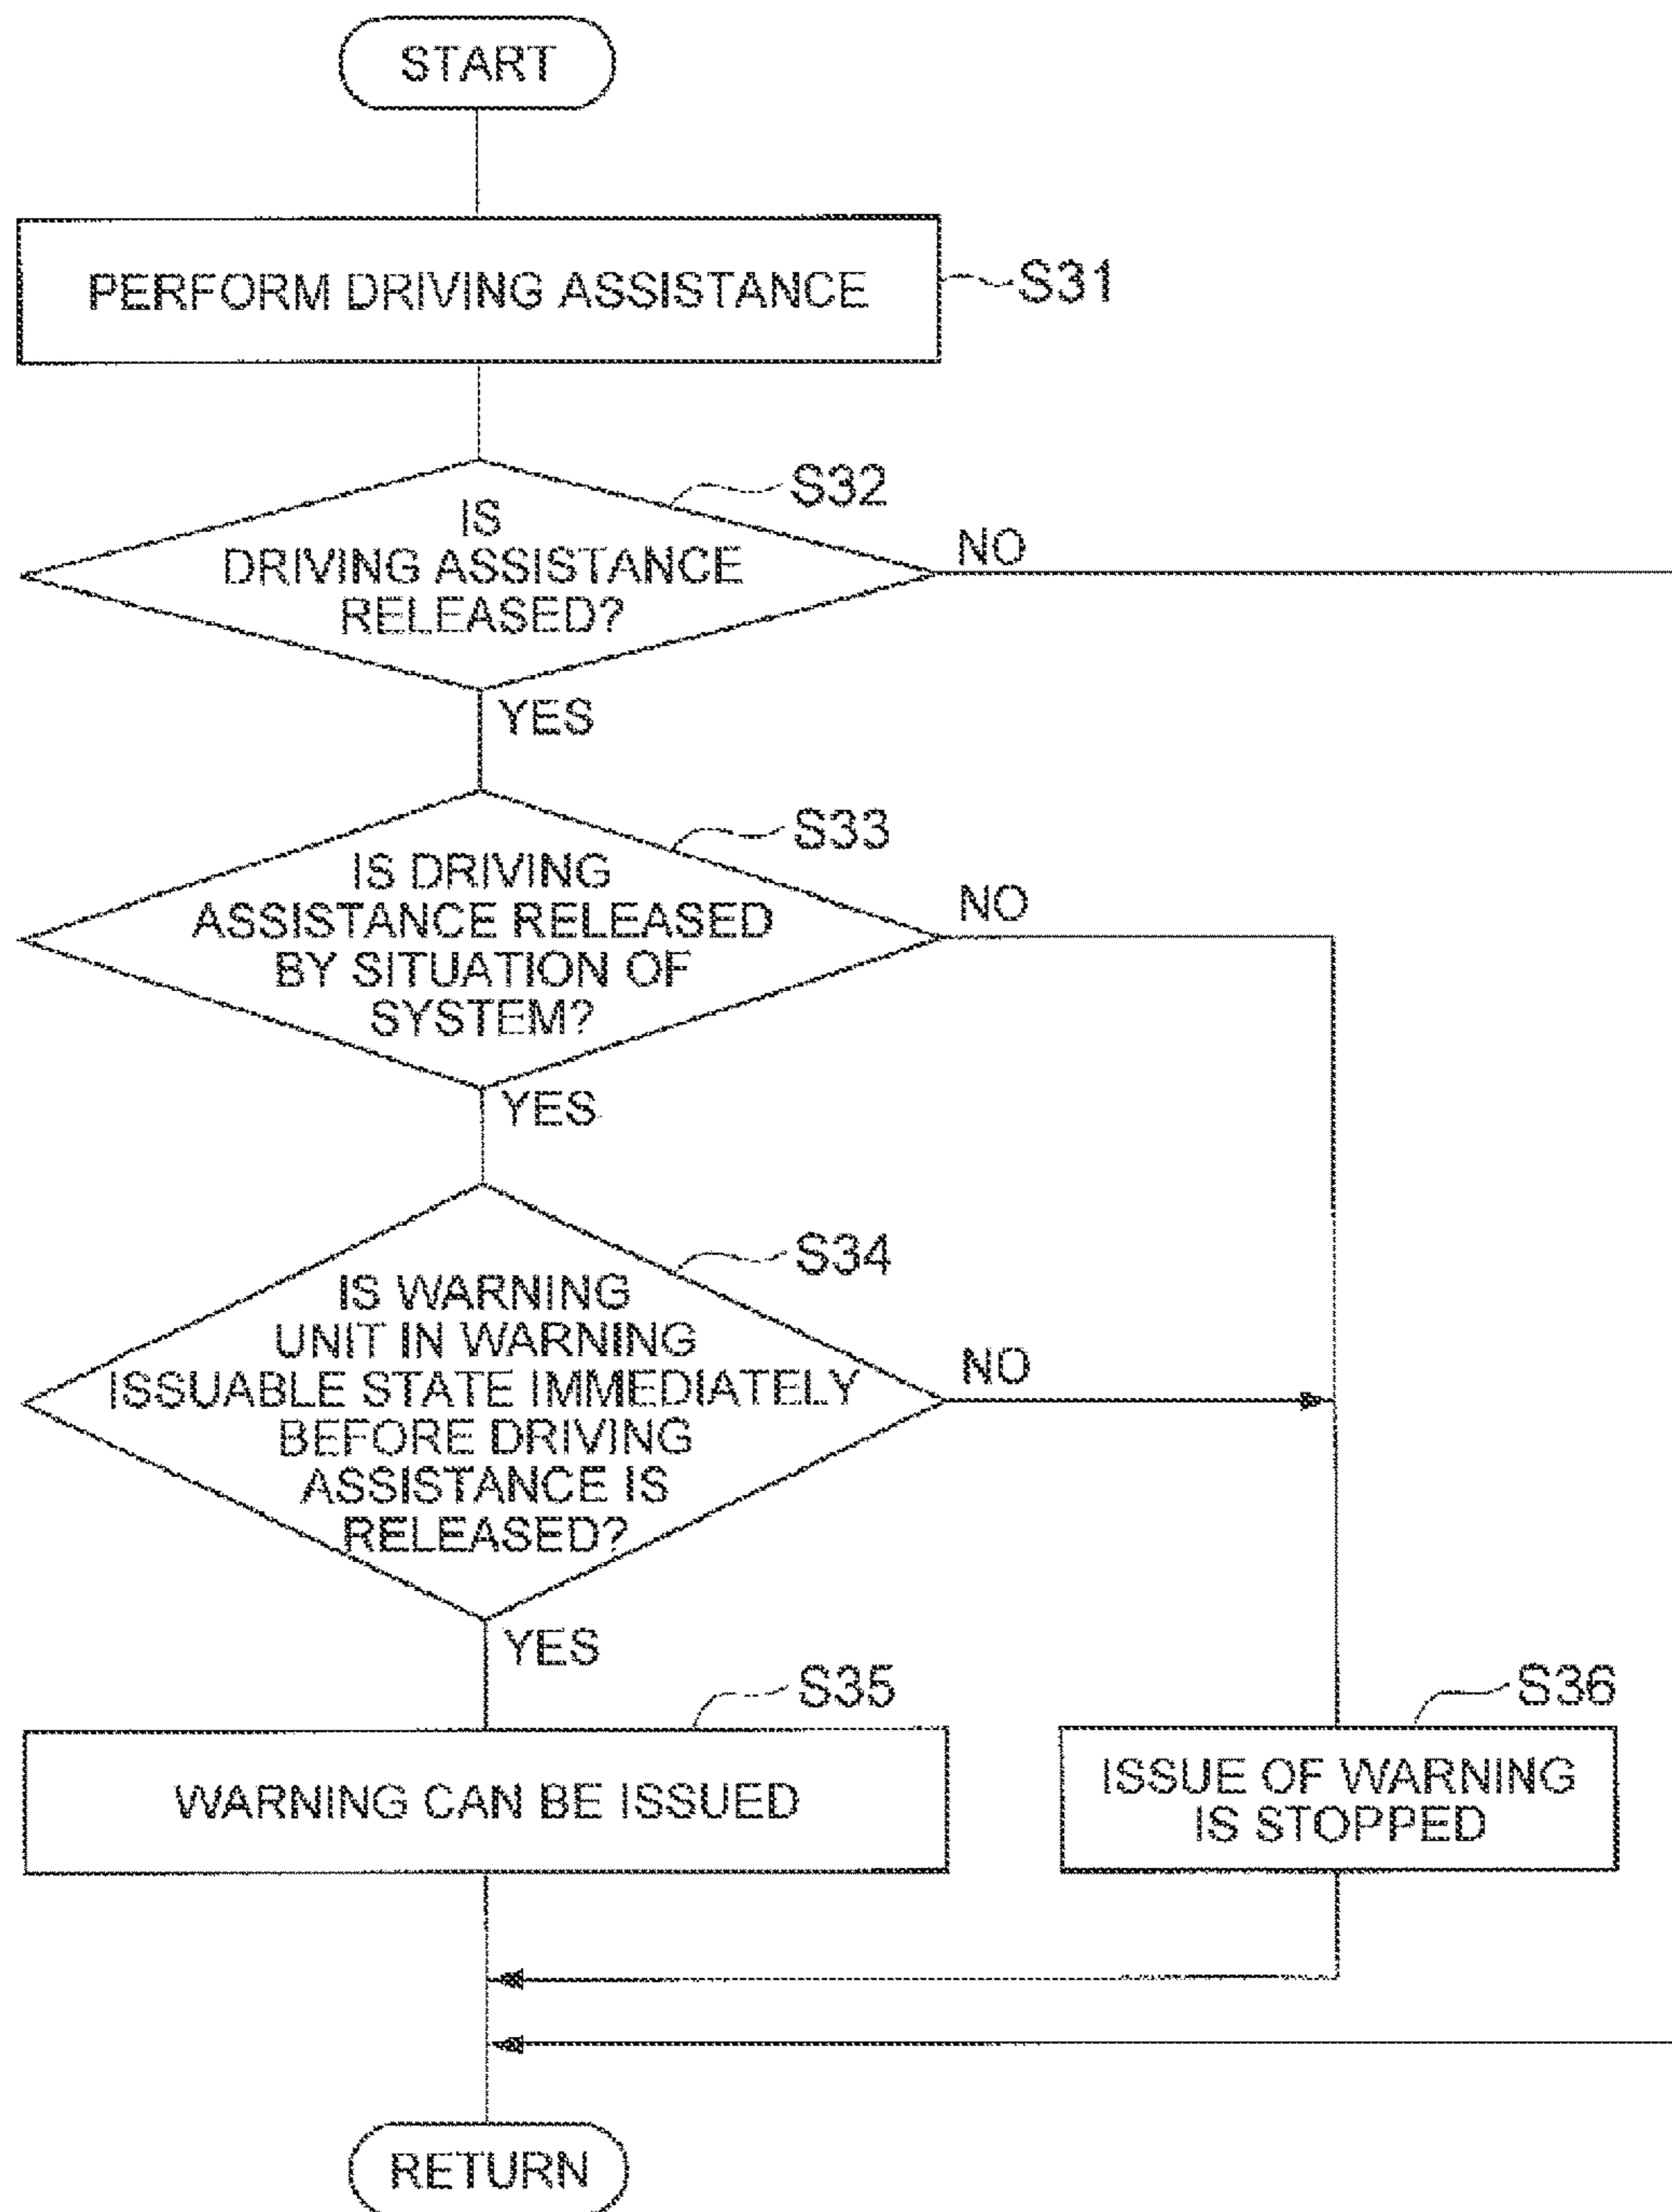 START
PERFORM DRIVING ASSISTANCE
S31
S32
IS
DRIVING ASSISTANCE
RELEASED?
NO
YES
S33
IS DRIVING
ASSISTANCE RELEASED
BY SITUATION OF
SYSTEM?
NO
YES
S34
IS WARNING
UNIT IN WARNING
ISSUABLE STATE IMMEDIATELY
BEFORE DRIVING
ASSISTANCE IS
RELEASED?
NO
YES
S35
WARNING CAN BE ISSUED
S36
ISSUE OF WARNING
IS STOPPED
RETURN